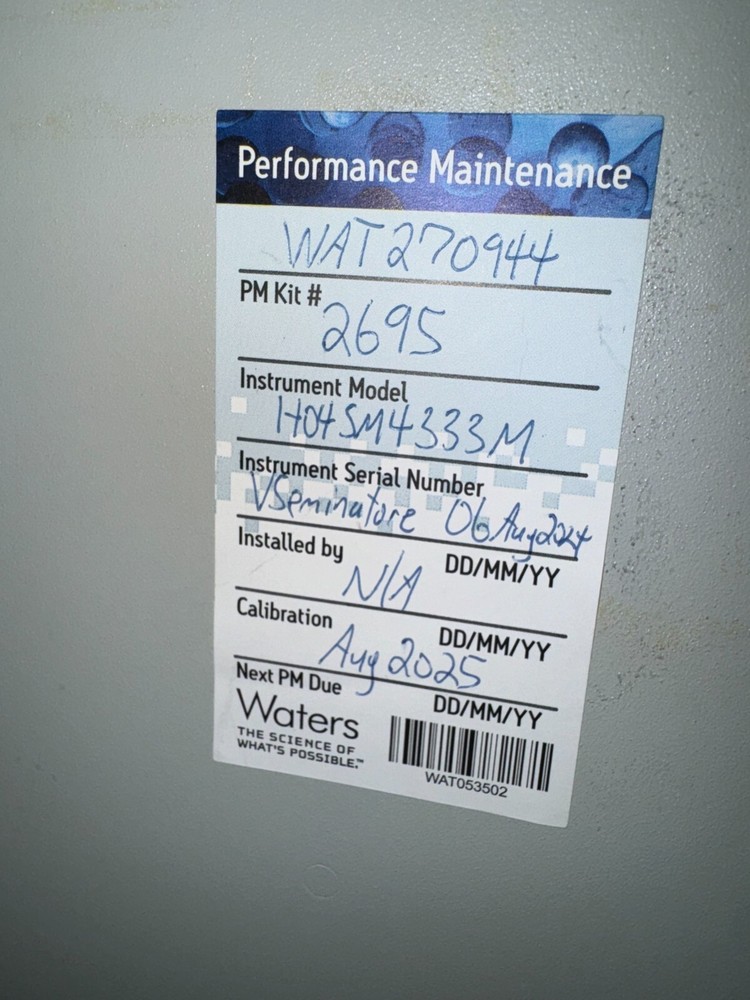 Performance Maintenance
WAT270944
PM Kit #
2695
Instrument Model
H04SM4333M
Instrument Serial Number
VSeminatore 06Aug2024
Installed by DD/MM/YY
N/A
Calibration DD/MM/YY
Aug 2025
Next PM Due DD/MM/YY
Waters
THE SCIENCE OF
WHAT'S POSSIBLE.™
WAT053502